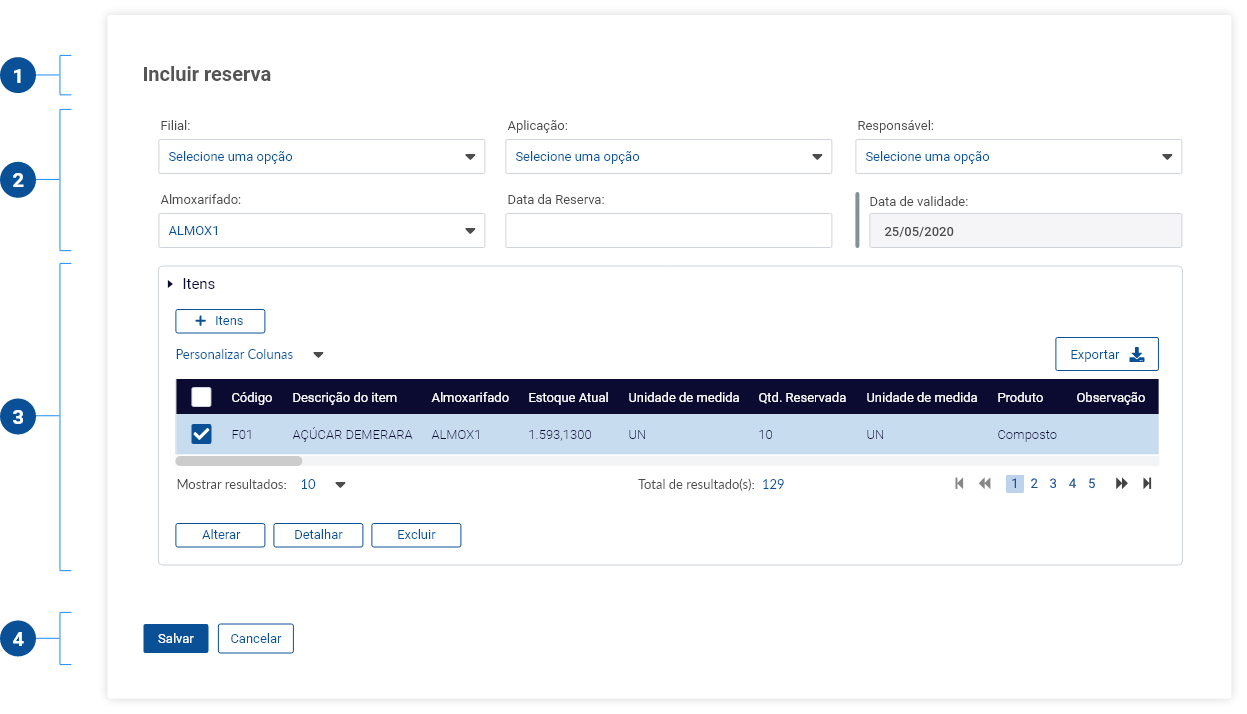 1
Incluir reserva
2
Filial: Aplicação: Responsável:
Selecione uma opção Selecione uma opção Selecione uma opção
Almoxarifado: Data da Reserva: Data de validade:
ALMOX1 25/05/2020
3
Itens
+ Itens
Personalizar Colunas Exportar
Código Descrição do item Almoxarifado Estoque Atual Unidade de medida Qtd. Reservada Unidade de medida Produto Observação
F01 AÇÚCAR DEMERARA ALMOX1 1.593,1300 UN 10 UN Composto
Mostrar resultados: 10 Total de resultado(s): 129 1 2 3 4 5
Alterar Detalhar Excluir
4
Salvar Cancelar